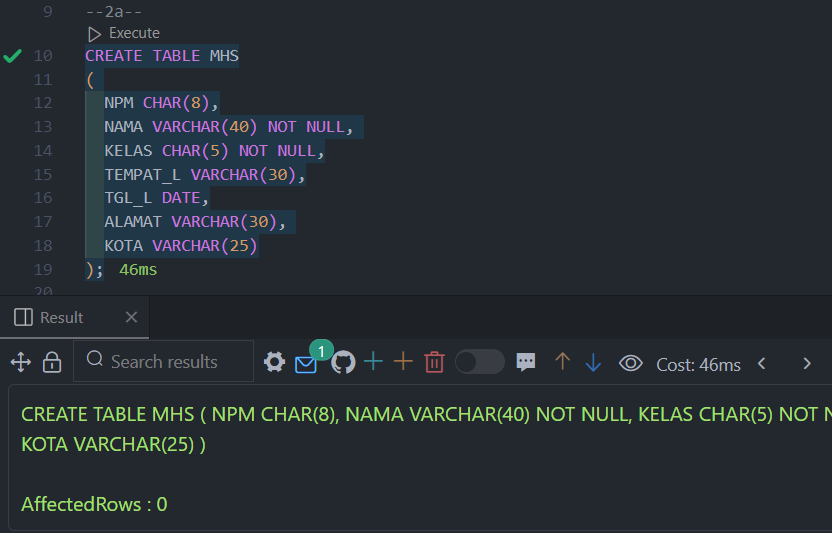 9 --2a--
Execute
10 CREATE TABLE MHS
11 (
12 NPM CHAR(8),
13 NAMA VARCHAR(40) NOT NULL,
14 KELAS CHAR(5) NOT NULL,
15 TEMPAT_L VARCHAR(30),
16 TGL_L DATE,
17 ALAMAT VARCHAR(30),
18 KOTA VARCHAR(25)
19 ); 46ms
20
Result
Search results 1 Cost: 46ms
CREATE TABLE MHS ( NPM CHAR(8), NAMA VARCHAR(40) NOT NULL, KELAS CHAR(5) NOT N
KOTA VARCHAR(25) )
AffectedRows : 0